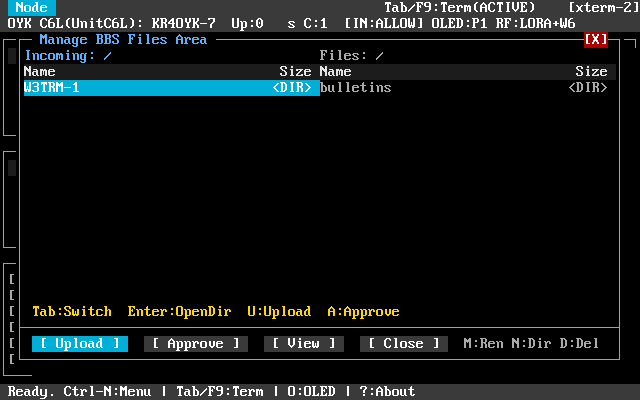 Node Tab/F9:Term(ACTIVE) [xterm-2]
OYK C6L(UnitC6L): KR4OYK-7 Up:0 s C:1 [IN:ALLOW] OLED:P1 RF:LORA+W6
Manage BBS Files Area [X]
Incoming: / Files: /
Name Size Name Size
W3TRM-1 <DIR> bulletins <DIR>
[
[
Tab:Switch Enter:OpenDir U:Upload A:Approve
[
[
[ Upload ] [ Approve ] [ View ] [ Close ] M:Ren N:Dir D:Del
[
Ready. Ctrl-N:Menu | Tab/F9:Term | O:OLED | ?:About